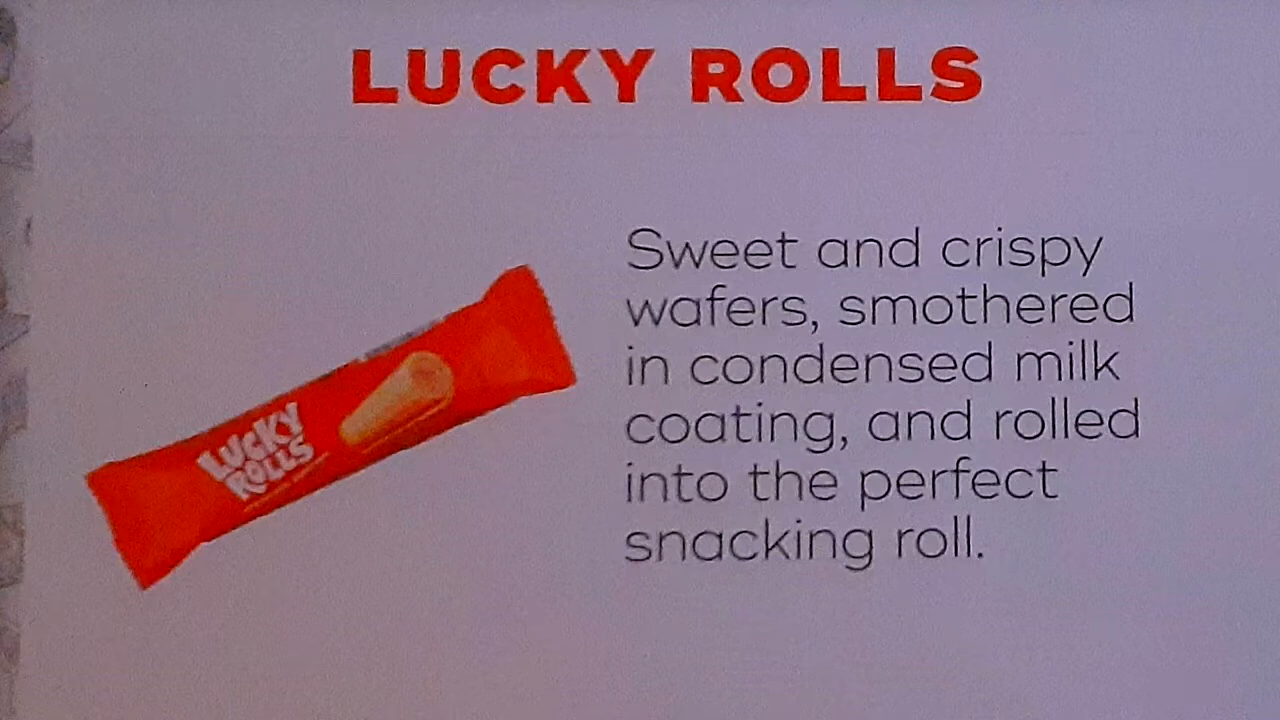 LUCKY ROLLS
LUCKY
ROLLS
Sweet and crispy
wafers, smothered
in condensed milk
coating, and rolled
into the perfect
snacking roll.